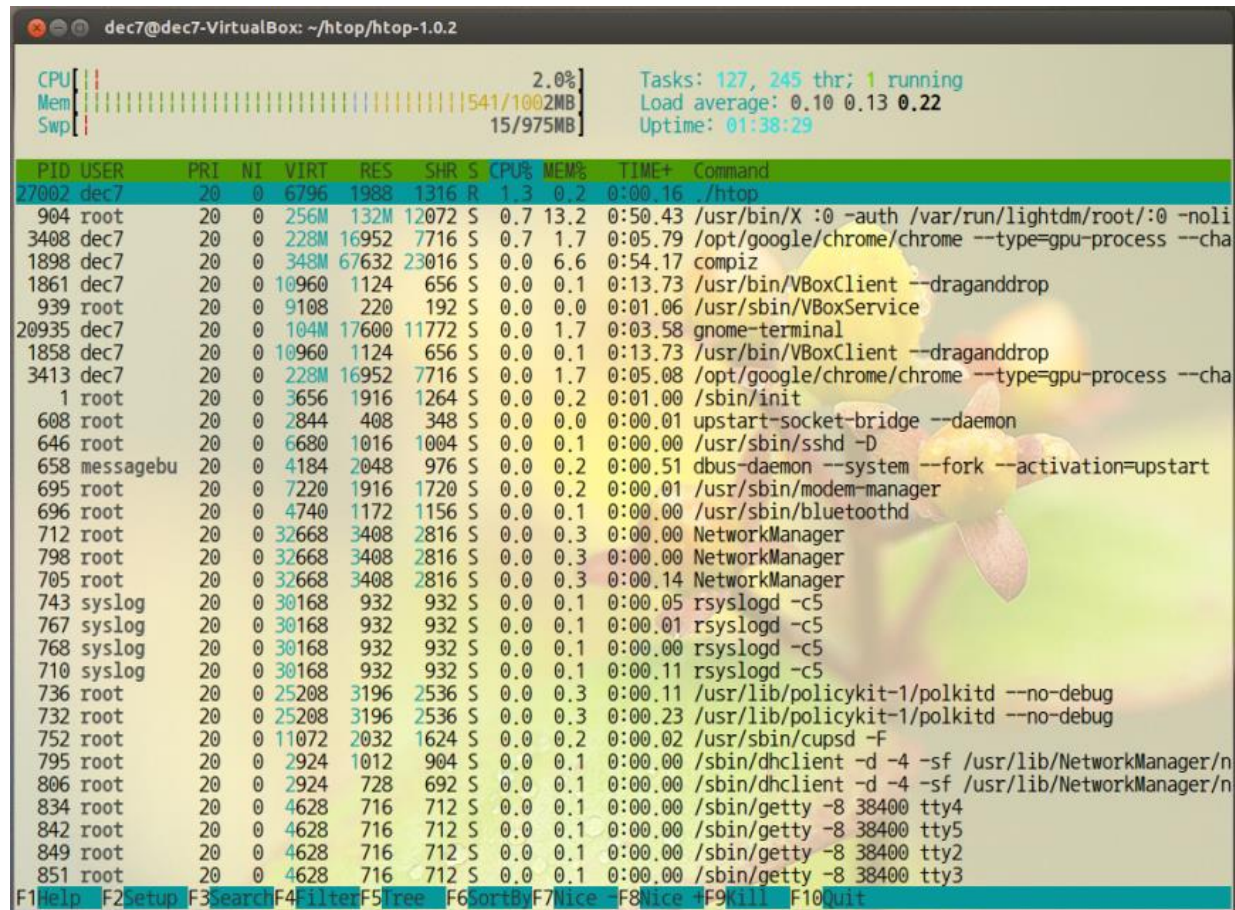 dec7@dec7-VirtualBox: ~/htop/htop-1.0.2
CPU[|| 2.0%] Tasks: 127, 245 thr; 1 running
Mem[||||||||||||||||||||||||||||||||||||541/1002MB] Load average: 0.10 0.13 0.22
Swp[| 15/975MB] Uptime: 01:38:29
PID USER PRI NI VIRT RES SHR S CPU% MEM% TIME+ Command
27002 dec7 20 0 6796 1988 1316 R 1.3 0.2 0:00.16 ./htop
904 root 20 0 256M 132M 12072 S 0.7 13.2 0:50.43 /usr/bin/X :0 -auth /var/run/lightdm/root/:0 -noli
3408 dec7 20 0 228M 16952 7716 S 0.7 1.7 0:05.79 /opt/google/chrome/chrome --type=gpu-process --cha
1898 dec7 20 0 348M 67632 23016 S 0.0 6.6 0:54.17 compiz
1861 dec7 20 0 10960 1124 656 S 0.0 0.1 0:13.73 /usr/bin/VBoxClient --draganddrop
939 root 20 0 9108 220 192 S 0.0 0.0 0:01.06 /usr/sbin/VBoxService
20935 dec7 20 0 104M 17600 11772 S 0.0 1.7 0:03.58 gnome-terminal
1858 dec7 20 0 10960 1124 656 S 0.0 0.1 0:13.73 /usr/bin/VBoxClient --draganddrop
3413 dec7 20 0 228M 16952 7716 S 0.0 1.7 0:05.08 /opt/google/chrome/chrome --type=gpu-process --cha
1 root 20 0 3656 1916 1264 S 0.0 0.2 0:01.00 /sbin/init
608 root 20 0 2844 408 348 S 0.0 0.0 0:00.01 upstart-socket-bridge --daemon
646 root 20 0 6680 1016 1004 S 0.0 0.1 0:00.00 /usr/sbin/sshd -D
658 messagebu 20 0 4184 2048 976 S 0.0 0.2 0:00.51 dbus-daemon --system --fork --activation=upstart
695 root 20 0 7220 1916 1720 S 0.0 0.2 0:00.01 /usr/sbin/modem-manager
696 root 20 0 4740 1172 1156 S 0.0 0.1 0:00.00 /usr/sbin/bluetoothd
712 root 20 0 32668 3408 2816 S 0.0 0.3 0:00.00 NetworkManager
798 root 20 0 32668 3408 2816 S 0.0 0.3 0:00.00 NetworkManager
705 root 20 0 32668 3408 2816 S 0.0 0.3 0:00.14 NetworkManager
743 syslog 20 0 30168 932 932 S 0.0 0.1 0:00.05 rsyslogd -c5
767 syslog 20 0 30168 932 932 S 0.0 0.1 0:00.01 rsyslogd -c5
768 syslog 20 0 30168 932 932 S 0.0 0.1 0:00.00 rsyslogd -c5
710 syslog 20 0 30168 932 932 S 0.0 0.1 0:00.11 rsyslogd -c5
736 root 20 0 25208 3196 2536 S 0.0 0.3 0:00.11 /usr/lib/policykit-1/polkitd --no-debug
732 root 20 0 25208 3196 2536 S 0.0 0.3 0:00.23 /usr/lib/policykit-1/polkitd --no-debug
752 root 20 0 11072 2032 1624 S 0.0 0.2 0:00.02 /usr/sbin/cupsd -F
795 root 20 0 2924 1012 904 S 0.0 0.1 0:00.00 /sbin/dhclient -d -4 -sf /usr/lib/NetworkManager/n
806 root 20 0 2924 728 692 S 0.0 0.1 0:00.00 /sbin/dhclient -d -4 -sf /usr/lib/NetworkManager/n
834 root 20 0 4628 716 712 S 0.0 0.1 0:00.00 /sbin/getty -8 38400 tty4
842 root 20 0 4628 716 712 S 0.0 0.1 0:00.00 /sbin/getty -8 38400 tty5
849 root 20 0 4628 716 712 S 0.0 0.1 0:00.00 /sbin/getty -8 38400 tty2
851 root 20 0 4628 716 712 S 0.0 0.1 0:00.00 /sbin/getty -8 38400 tty3
F1Help F2Setup F3SearchF4FilterF5Tree F6SortByF7Nice -F8Nice +F9Kill F10Quit